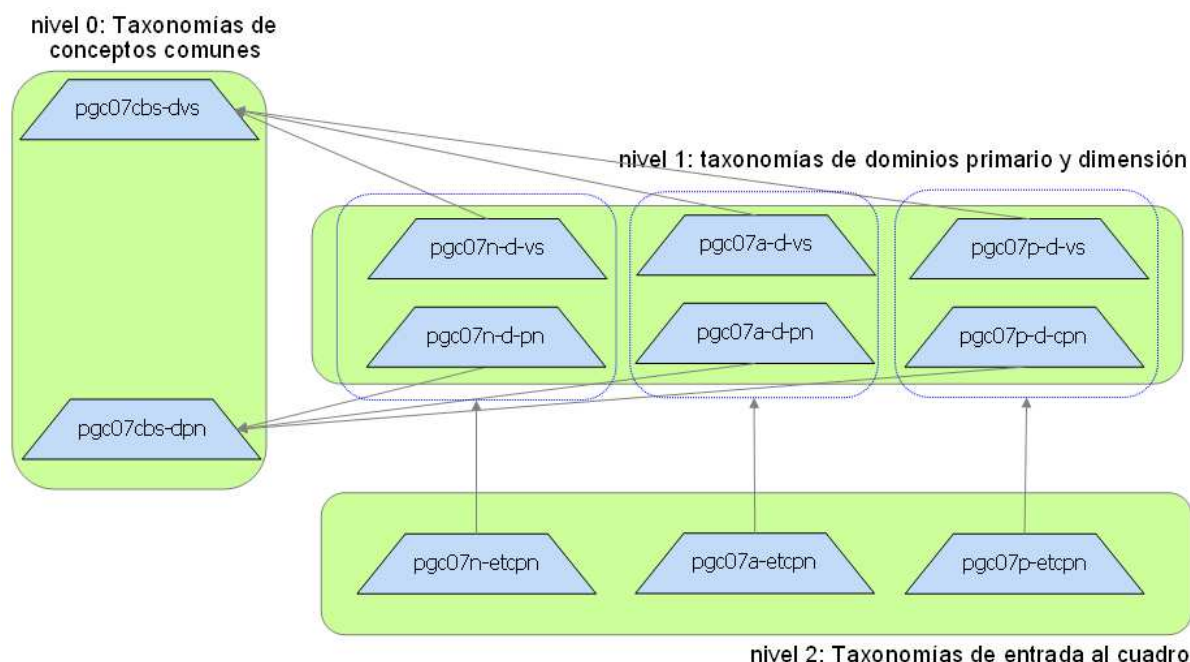 nivel 0: Taxonomías de
conceptos comunes
pgc07cbs-dvs
nivel 1: taxonomías de dominios primario y dimensión
pgc07n-d-vs
pgc07a-d-vs
pgc07p-d-vs
pgc07n-d-pn
pgc07a-d-pn
pgc07p-d-cpn
pgc07cbs-dpn
pgc07n-etcpn
pgc07a-etcpn
pgc07p-etcpn
nivel 2: Taxonomías de entrada al cuadro